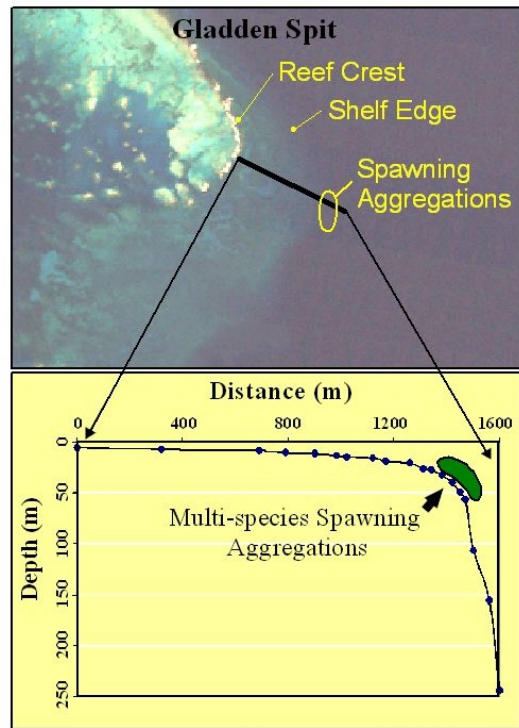 Gladden Spit
Reef Crest
Shelf Edge
Spawning
Aggregations
Distance (m)
0 400 800 1200 1600
0
50
100
150
200
250
Depth (m)
Multi-species Spawning
Aggregations